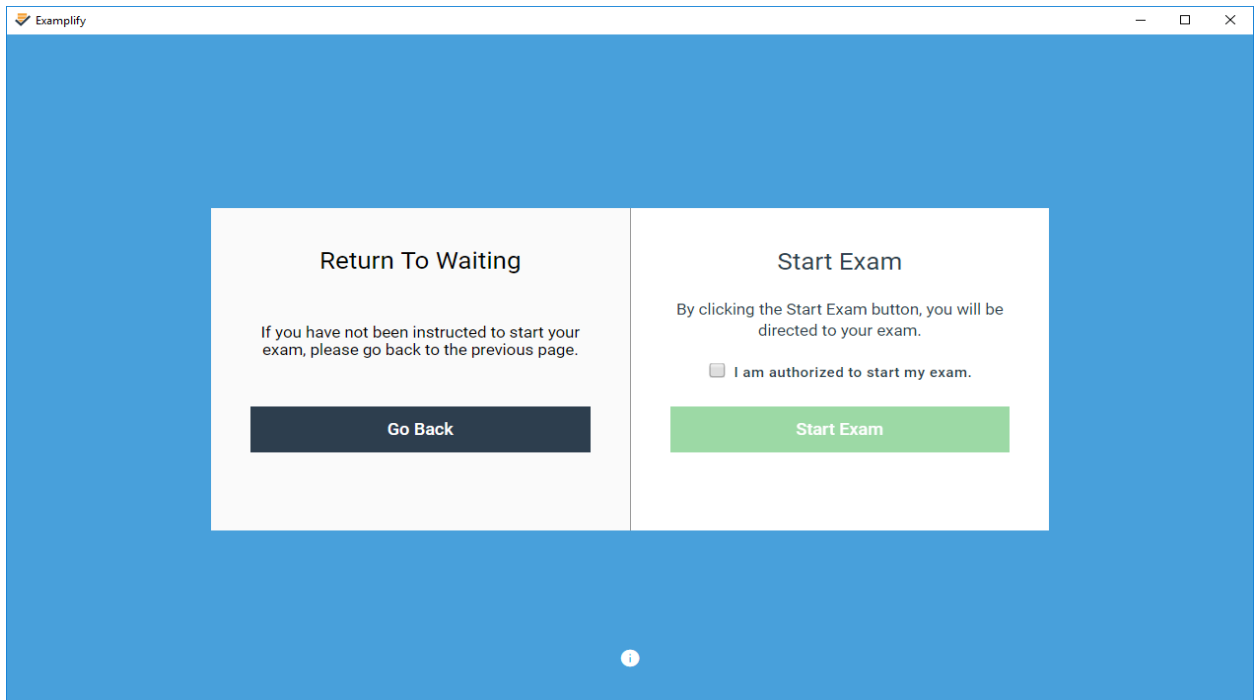 Examplify
Return To Waiting
If you have not been instructed to start your
exam, please go back to the previous page.
Go Back
Start Exam
By clicking the Start Exam button, you will be
directed to your exam.
I am authorized to start my exam.
Start Exam